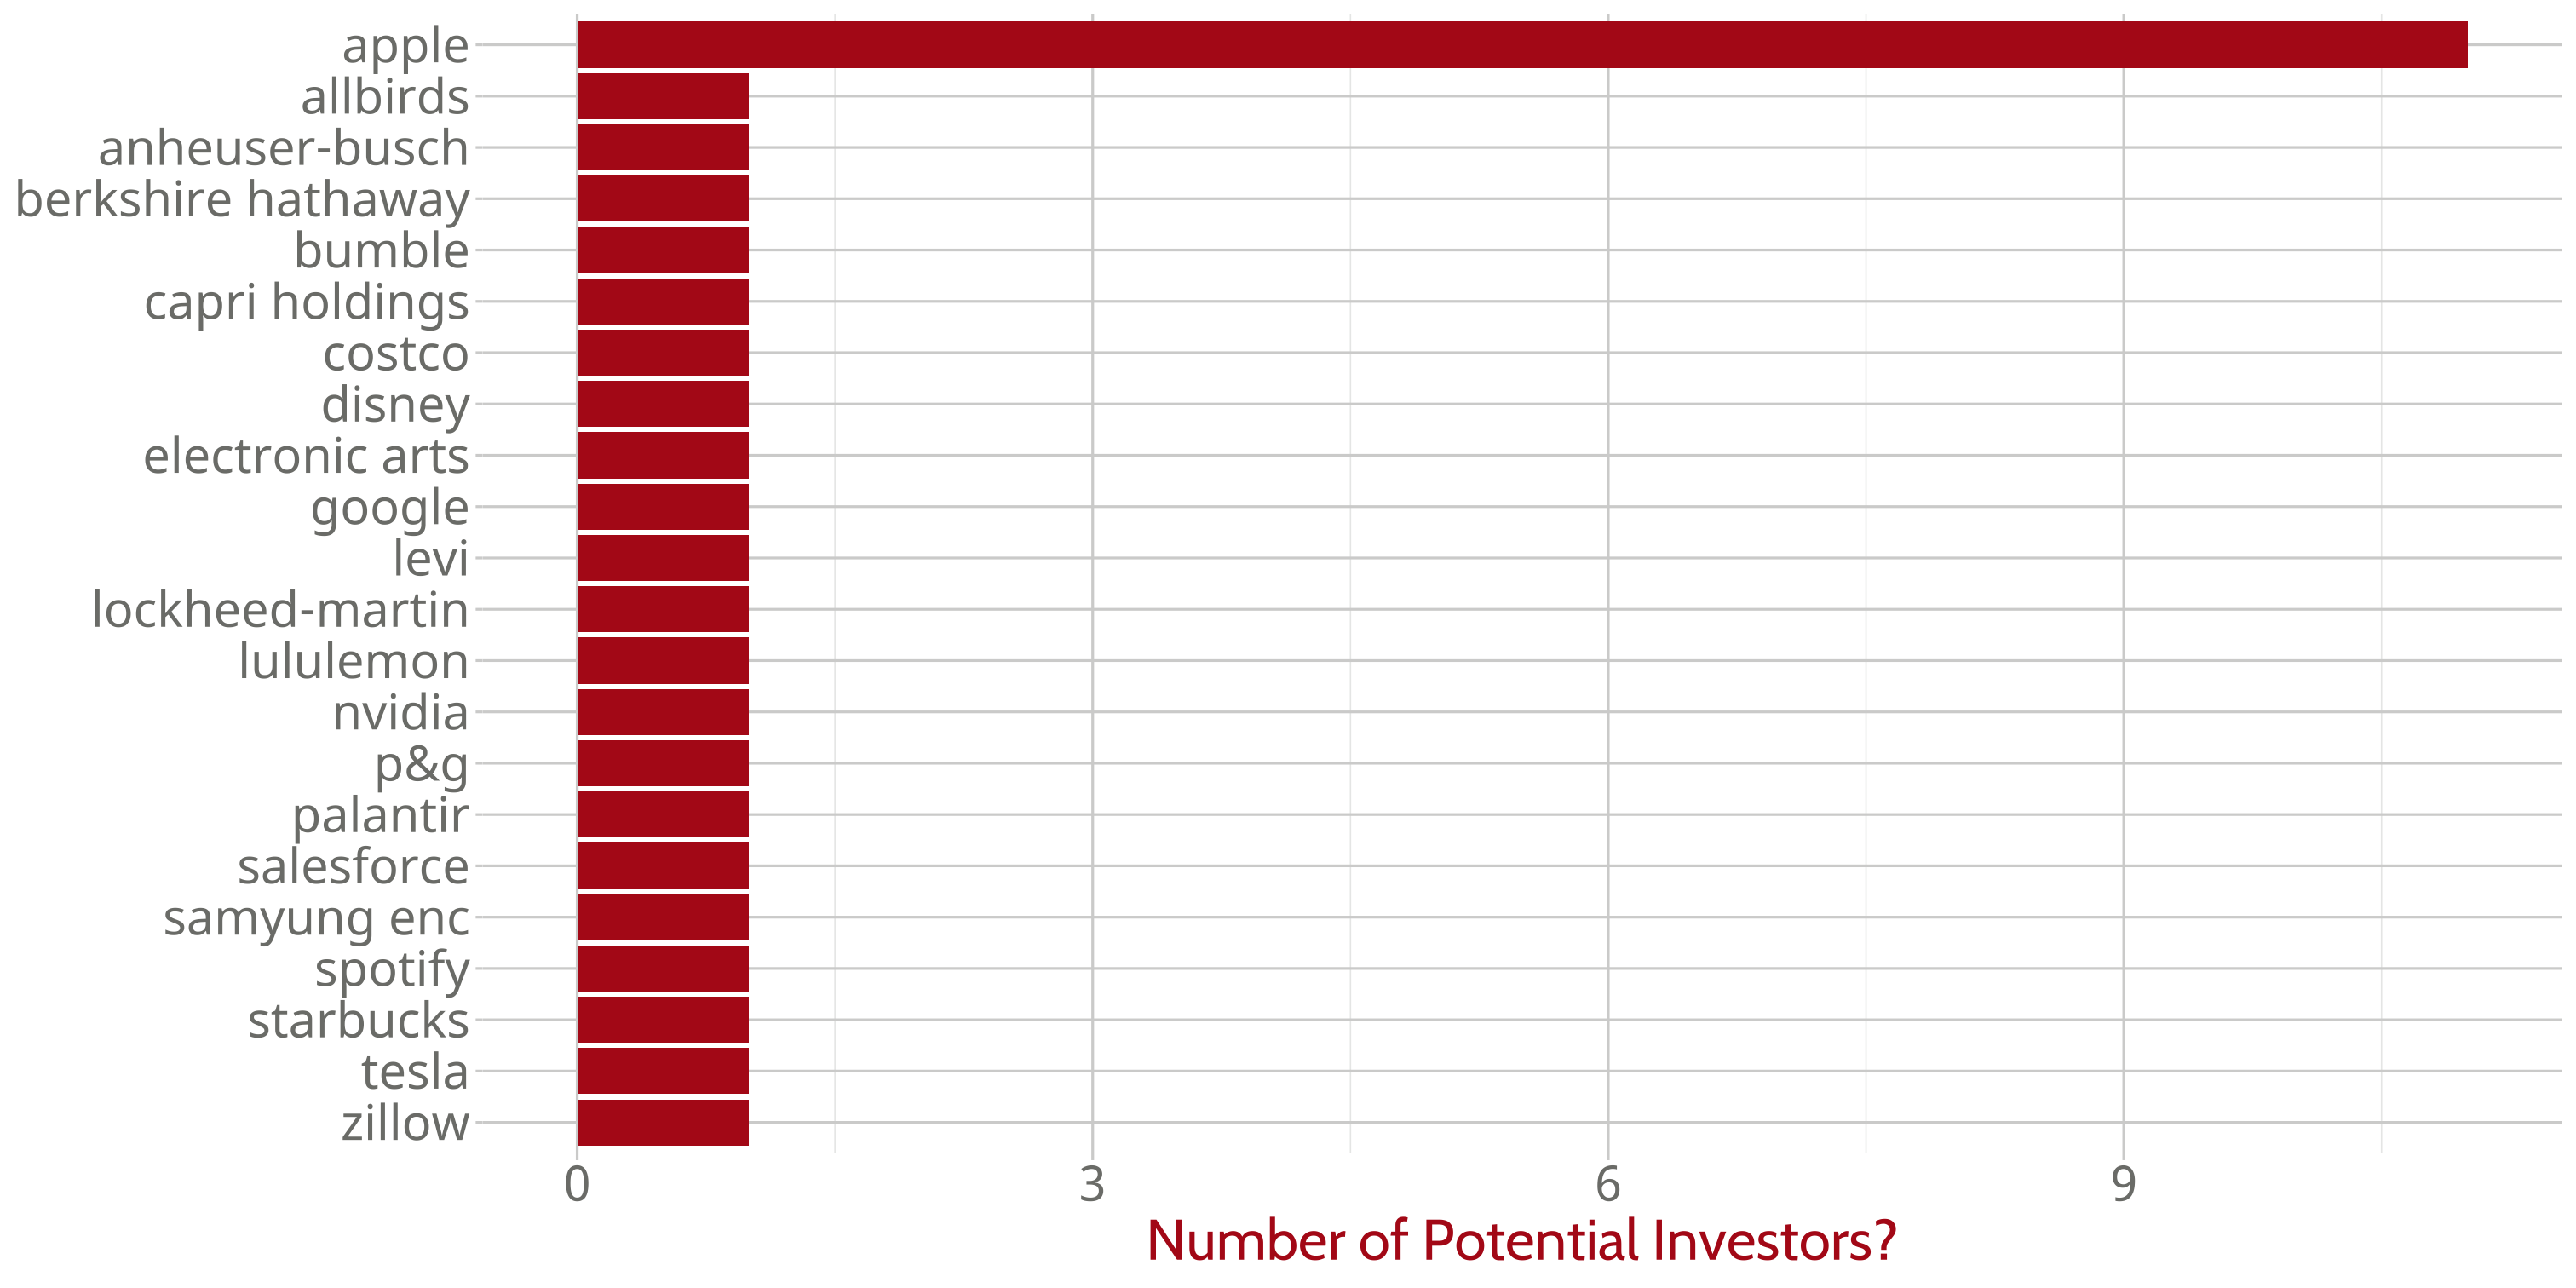 apple
allbirds
anheuser-busch
berkshire hathaway
bumble
capri holdings
costco
disney
electronic arts
google
levi
lockheed-martin
lululemon
nvidia
p&g
palantir
salesforce
samyung enc
spotify
starbucks
tesla
zillow
0 3 6 9
Number of Potential Investors?